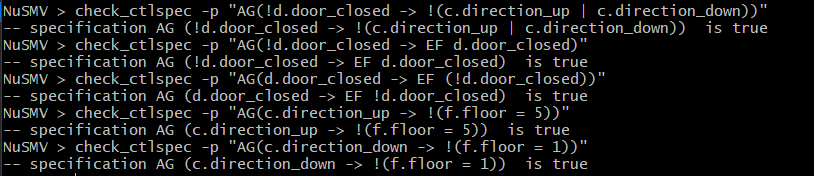 NuSMV > check_ctlspec -p "AG(!d.door_closed -> !(c.direction_up | c.direction_down))"
-- specification AG (!d.door_closed -> !(c.direction_up | c.direction_down))  is true
NuSMV > check_ctlspec -p "AG(!d.door_closed -> EF d.door_closed)"
-- specification AG (!d.door_closed -> EF d.door_closed)  is true
NuSMV > check_ctlspec -p "AG(d.door_closed -> EF (!d.door_closed))"
-- specification AG (d.door_closed -> EF !d.door_closed)  is true
NuSMV > check_ctlspec -p "AG(c.direction_up -> !(f.floor = 5))"
-- specification AG (c.direction_up -> !(f.floor = 5))  is true
NuSMV > check_ctlspec -p "AG(c.direction_down -> !(f.floor = 1))"
-- specification AG (c.direction_down -> !(f.floor = 1))  is true